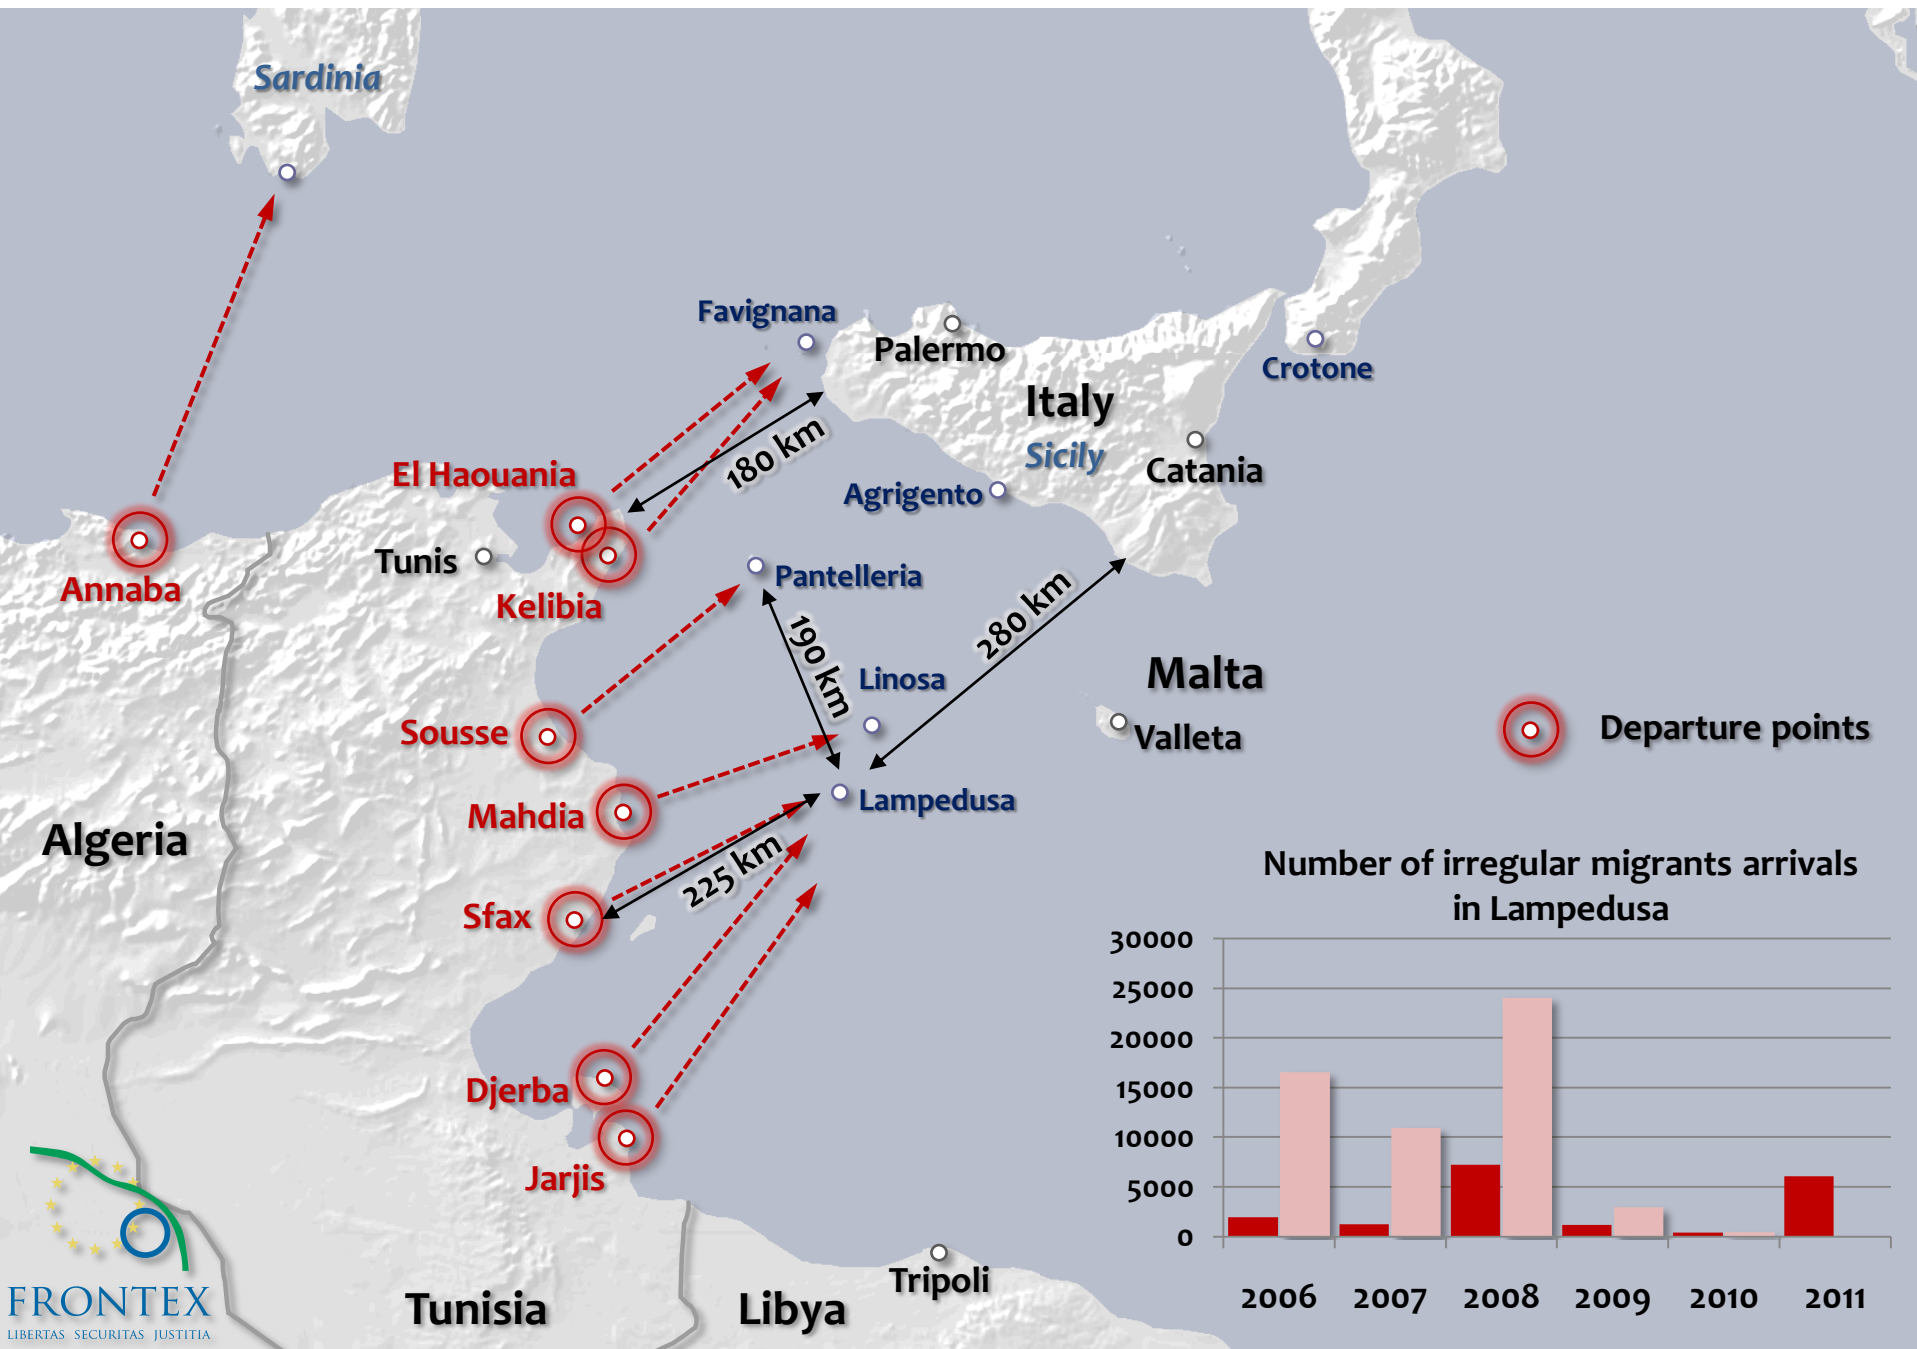 Sardinia
Favignana
Palermo
Crotone
Italy
Sicily
180 km
El Haouania
Catania
Agrigento
Tunis
Pantelleria
Annaba
Kelibia
280 km
190 km
Linosa
Malta
Sousse
Valleta
Departure points
Mahdia
Lampedusa
Algeria
225 km
Sfax
Number of irregular migrants arrivals
in Lampedusa
30000
25000
20000
15000
10000
5000
0
2006 2007 2008 2009 2010 2011
Djerba
Jarjis
Tripoli
Tunisia
Libya
FRONTEX
LIBERTAS SECURITAS JUSTITIA